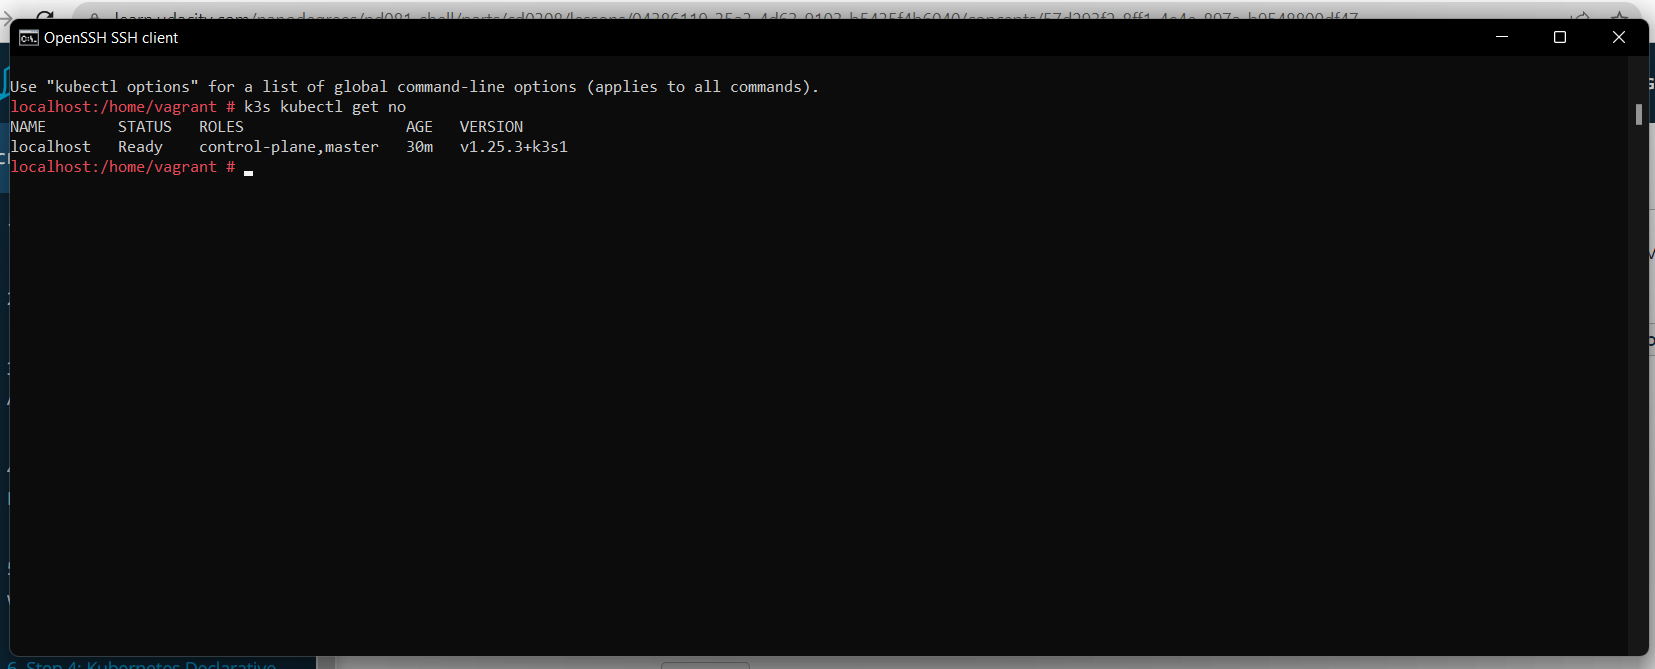 OpenSSH SSH client
Use "kubectl options" for a list of global command-line options (applies to all commands).
localhost:/home/vagrant # k3s kubectl get no
NAME STATUS ROLES AGE VERSION
localhost Ready control-plane,master 30m v1.25.3+k3s1
localhost:/home/vagrant #
6. Step 4: Kubernetes Declarative